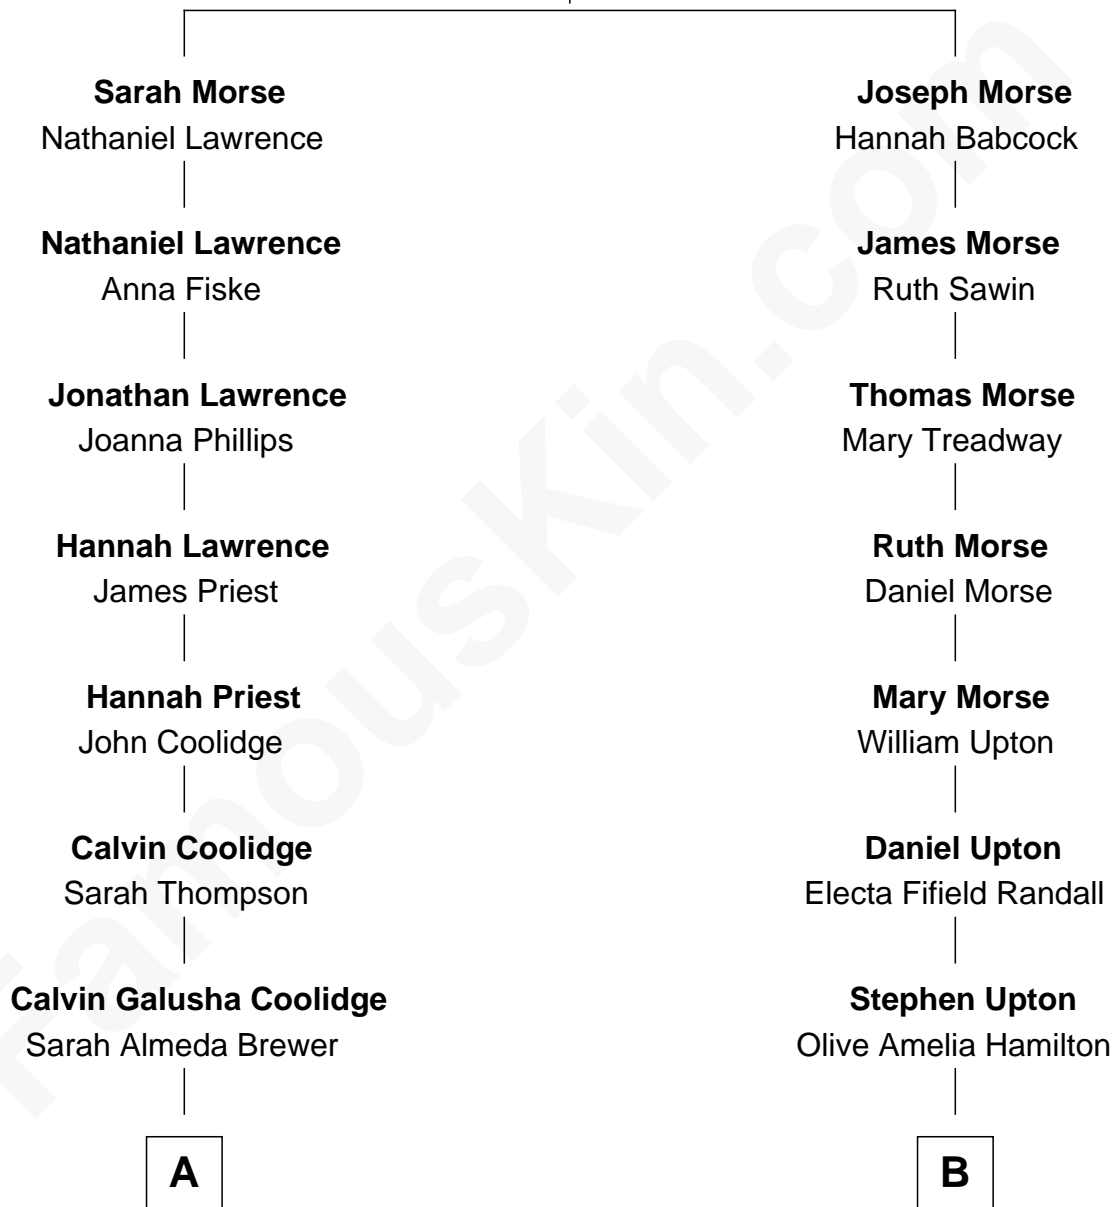 Sarah Morse
Nathaniel Lawrence
Nathaniel Lawrence
Anna Fiske
Jonathan Lawrence
Joanna Phillips
Hannah Lawrence
James Priest
Hannah Priest
John Coolidge
Calvin Coolidge
Sarah Thompson
Calvin Galusha Coolidge
Sarah Almeda Brewer
A
Joseph Morse
Hannah Babcock
James Morse
Ruth Sawin
Thomas Morse
Mary Treadway
Ruth Morse
Daniel Morse
Mary Morse
William Upton
Daniel Upton
Electa Fifield Randall
Stephen Upton
Olive Amelia Hamilton
B
FamousKin.com